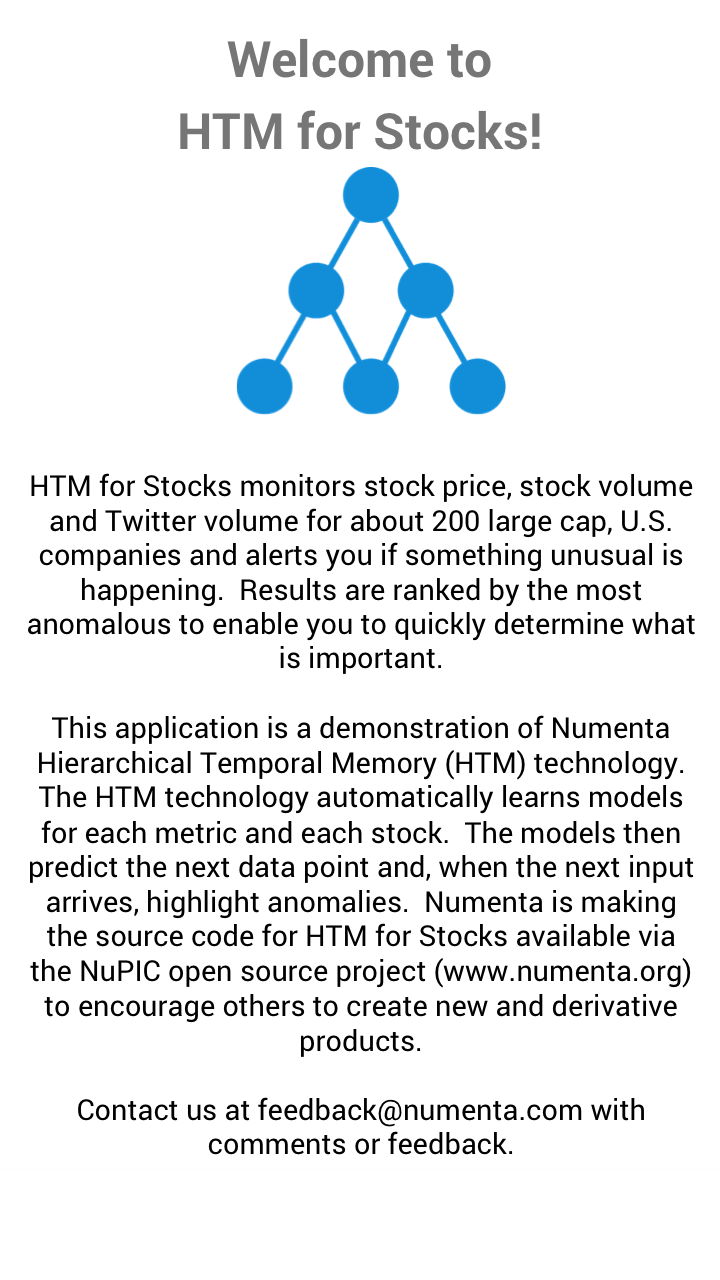 Welcome to
HTM for Stocks!
HTM for Stocks monitors stock price, stock volume
and Twitter volume for about 200 large cap, U.S.
companies and alerts you if something unusual is
happening.  Results are ranked by the most
anomalous to enable you to quickly determine what
is important.
This application is a demonstration of Numenta
Hierarchical Temporal Memory (HTM) technology.
The HTM technology automatically learns models
for each metric and each stock.  The models then
predict the next data point and, when the next input
arrives, highlight anomalies.  Numenta is making
the source code for HTM for Stocks available via
the NuPIC open source project (www.numenta.org)
to encourage others to create new and derivative
products.
Contact us at feedback@numenta.com with
comments or feedback.